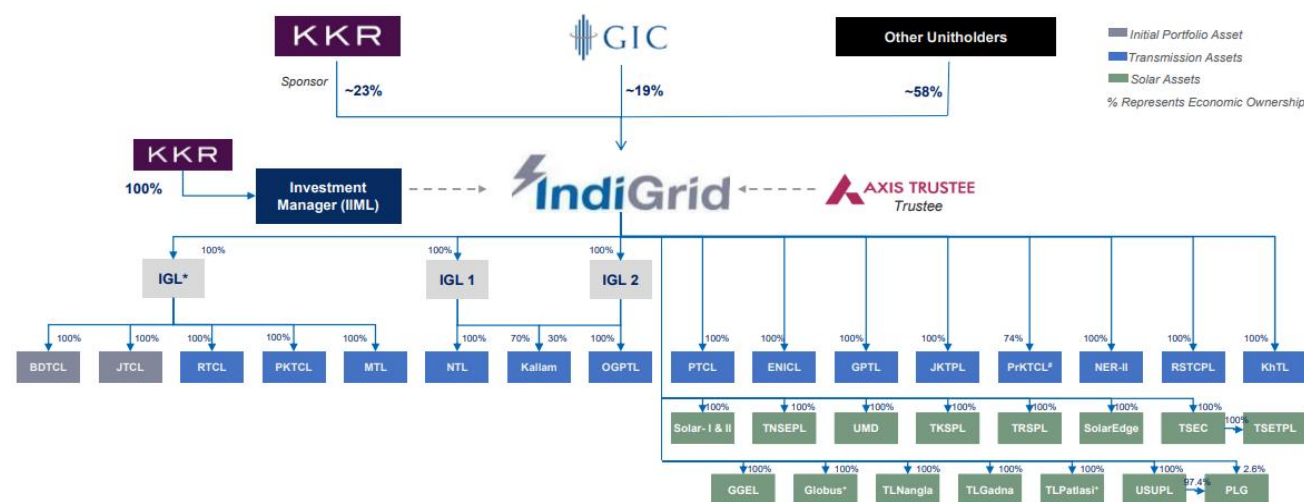 KKR
GIC
Other Unitholders
Initial Portfolio Asset
Transmission Assets
Solar Assets
% Represents Economic Ownership
Sponsor
~23%
~19%
~58%
KKR
100%
Investment
Manager (IIML)
IndiGrid
AXIS TRUSTEE
Trustee
100%
100%
100%
IGL*
IGL 1
IGL 2
100% 100% 100% 100% 100% 100% 70% 30% 100% 100% 100% 100% 100% 74% 100% 100% 100%
BDTCL JTCL RTCL PKTCL MTL NTL Kallam OGPTL PTCL ENICL GPTL JKTPL PrKTCL# NER-II RSTCPL KhTL
100% 100% 100% 100% 100% 100% 100%
Solar- I & II TNSEPL UMD TKSPL TRSPL SolarEdge TSEC 100% TSETPL
100% 100% 100% 100% 100% 100% 2.6%
GGEL Globus+ TLNangla TLGadna TLPatlasi+ USUPL 97.4% PLG